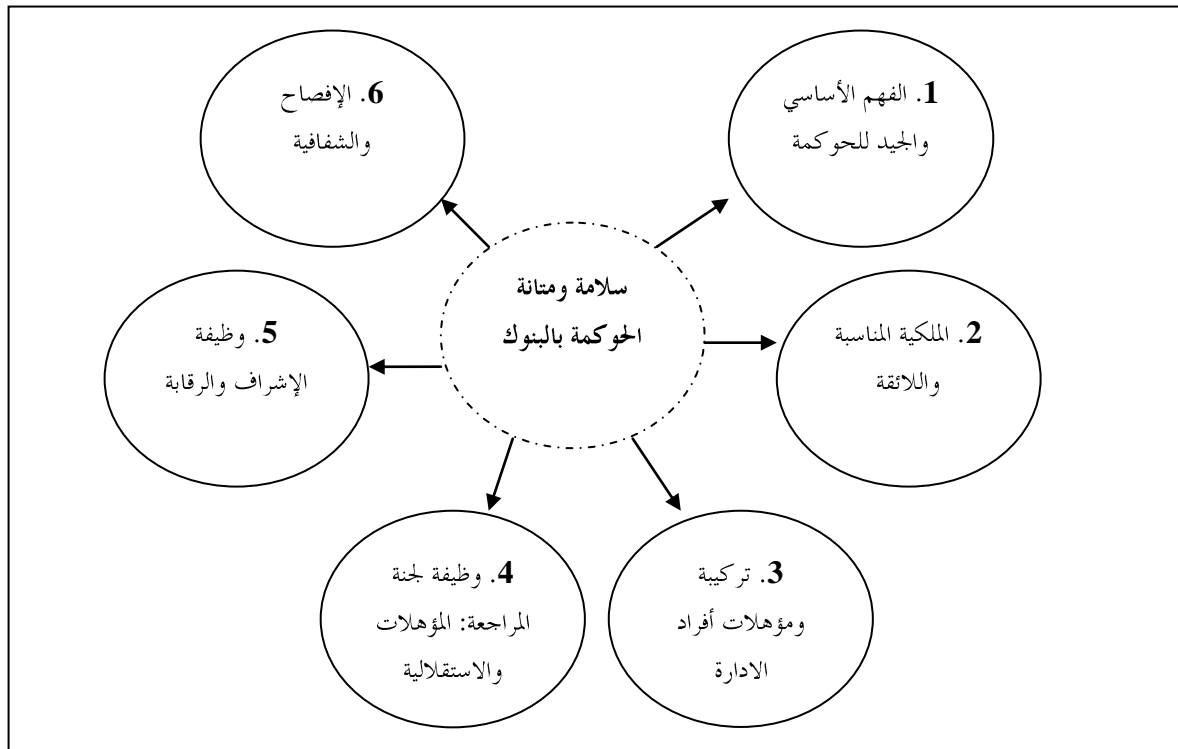 سلامة ومتانة
الحوكمة بالبنوك
1. الفهم الأساسي
والجيد للحوكمة
2. الملكية المناسبة
واللائقة
3. تركيبة
ومؤهلات أفراد
الادارة
4. وظيفة لجنة
المراجعة: المؤهلات
والاستقلالية
5. وظيفة
الإشراف والرقابة
6. الإفصاح
والشفافية